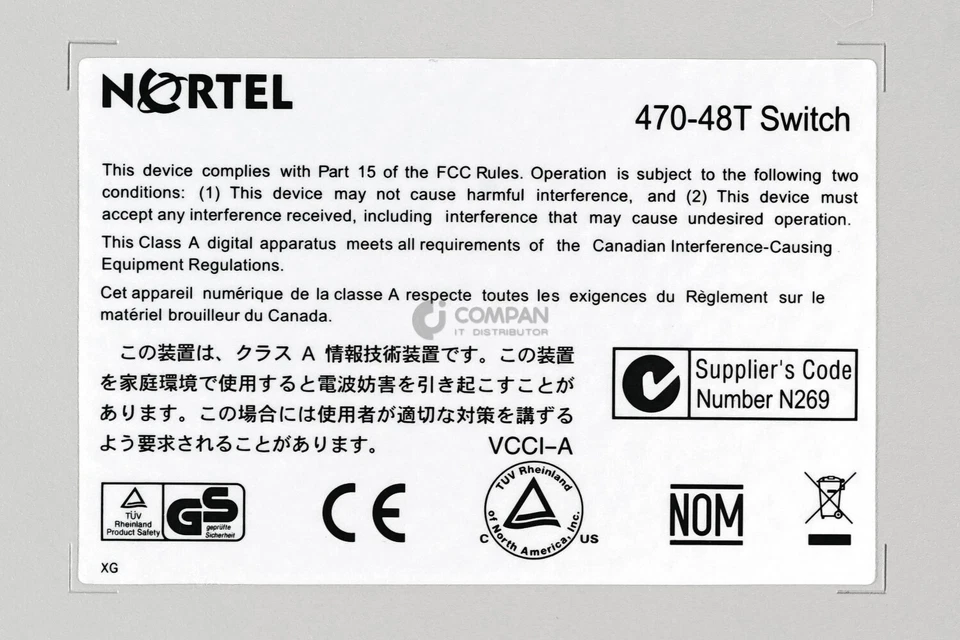 NORTEL
470-48T Switch
This device complies with Part 15 of the FCC Rules. Operation is subject to the following two
conditions: (1) This device may not cause harmful interference, and (2) This device must
accept any interference received, including interference that may cause undesired operation.
This Class A digital apparatus meets all requirements of the Canadian Interference-Causing
Equipment Regulations.
Cet appareil numérique de la classe A respecte toutes les exigences du Règlement sur le
matériel brouilleur du Canada.
COMPAN
IT DISTRIBUTOR
この装置は、クラス A 情報技術装置です。この装置
を家庭環境で使用すると電波妨害を引き起こすことが
あります。この場合には使用者が適切な対策を講ずる
よう要求されることがあります。
VCCI-A
Supplier's Code
Number N269
TÜV
Rheinland
Product Safety
GS
geprüfte
Sicherheit
CE
TÜV Rheinland
of North America, Inc.
C US
NOM
XG